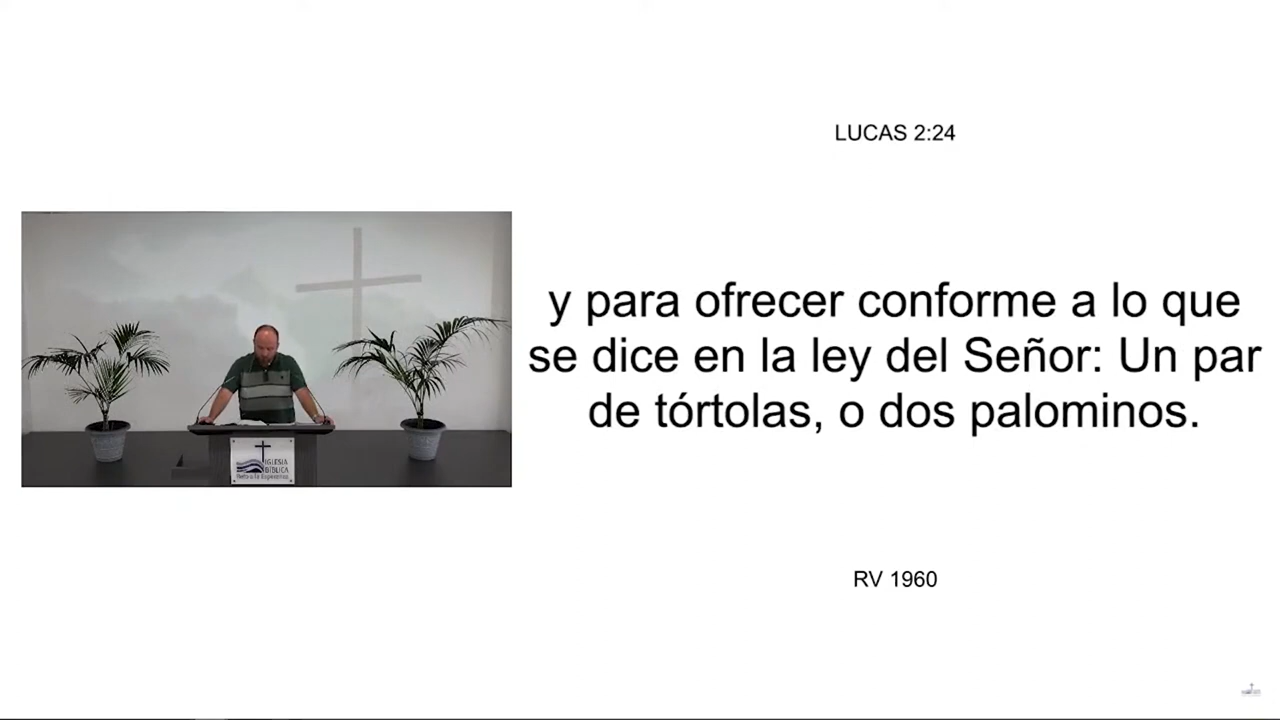 LUCAS 2:24
y para ofrecer conforme a lo que
se dice en la ley del Señor: Un par
de tórtolas, o dos palominos.
RV 1960
IGLESIA
BÍBLICA